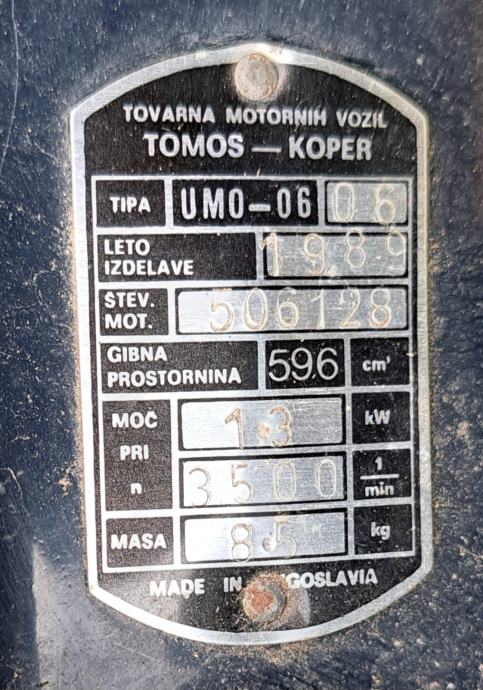 TOVARNA MOTORNIH VOZIL
TOMOS — KOPER
TIPA UMO-06 06
LETO IZDELAVE 1989
ŠTEV. MOT. 506128
GIBNA PROSTORNINA 596 cm³
MOČ PRI n 13 kW
3500 1/min
MASA 85 kg
MADE IN GOSLAVIA